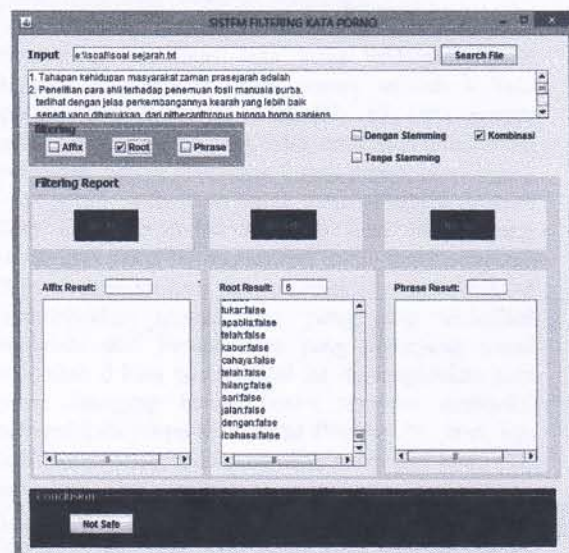 SISTEM FILTERING KATA PORNO
Input e:\soal\soal sejarah.txt Search File
1. Tahapan kehidupan masyarakat zaman prasejarah adalah
2. Penelitian para ahli terhadap penemuan fosil manusia purba,
terlihat dengan jelas perkembangannya kearah yang lebih baik
seperti yang ditunjukkan, dari pithecanthropus hingga homo sapiens
Filtering
Affix Root Phrase
Dengan Stemming Kombinasi
Tanpa Stemming
Filtering Report
Affix Result:
Root Result: 6
tukar:false
apabila:false
telah:false
kabur:false
cahaya:false
telah:false
hilang:false
sari:false
jalan:false
dengan:false
Phrase Result:
Conclusion
Not Safe